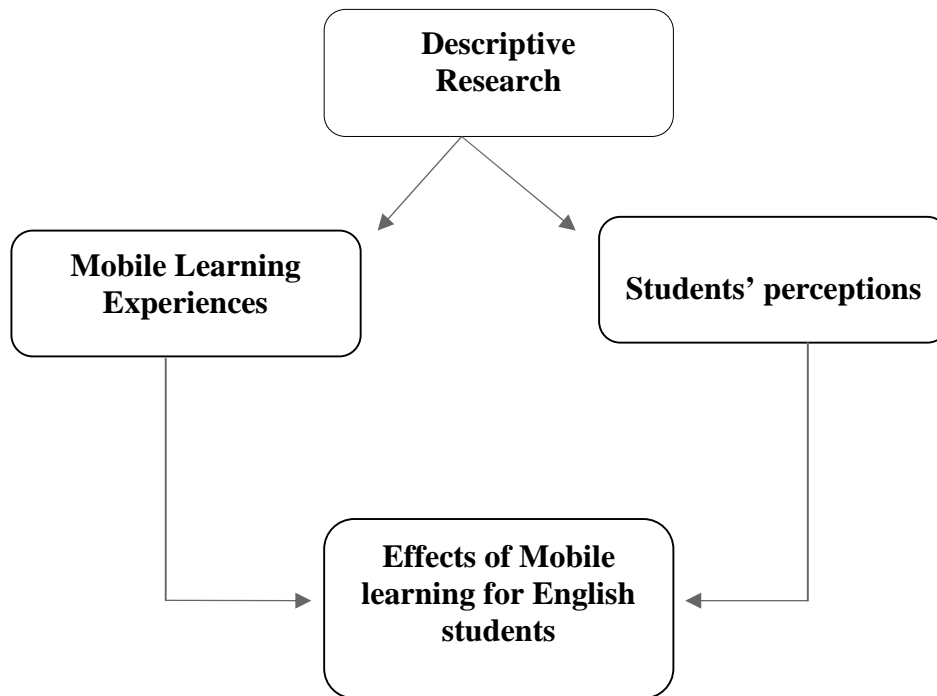 Descriptive
Research
Mobile Learning
Experiences
Students’ perceptions
Effects of Mobile
learning for English
students